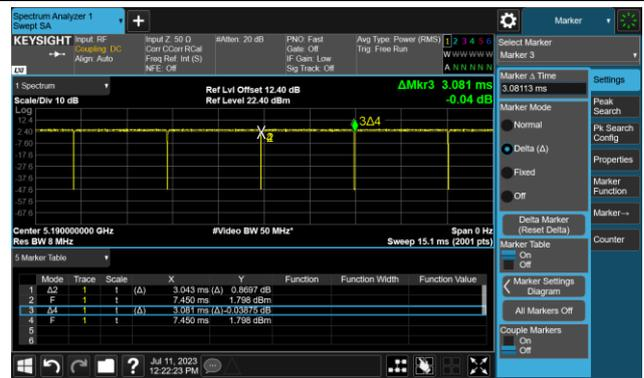 Spectrum Analyzer 1
Swept SA
Marker
KEYSIGHT Input: RF Input Z: 50 Ω #Atten: 20 dB PNO: Fast Avg Type: Power (RMS) 1 2 3 4 5 6
Coupling: DC Corr CCorr RCal Gate: Off Trig: Free Run W W W W W W
Align: Auto Freq Ref: Int (S) IF Gain: Low
NFE: Off Sig Track: Off A N N N N N
LXI
Select Marker
Marker 3
1 Spectrum
Ref Lvl Offset 12.40 dB
ΔMkr3 3.081 ms
Scale/Div 10 dB
Ref Level 22.40 dBm
-0.04 dB
Log
12.4
2.40
-7.60
-17.6
-27.6
-37.6
-47.6
-57.6
-67.6
3Δ4
Center 5.190000000 GHz
#Video BW 50 MHz*
Span 0 Hz
Res BW 8 MHz
Sweep 15.1 ms (2001 pts)
5 Marker Table
Mode Trace Scale X Y Function Function Width Function Value
1 Δ2 1 t (Δ) 3.043 ms (Δ) 0.8697 dB
2 F 1 t 7.450 ms 1.798 dBm
3 Δ4 1 t (Δ) 3.081 ms (Δ) -0.03875 dB
4 F 1 t 7.450 ms 1.798 dBm
5
6
Marker Δ Time
3.08113 ms
Marker Mode
Normal
Delta (Δ)
Fixed
Off
Delta Marker
(Reset Delta)
Marker Table
On
Off
Marker Settings
Diagram
All Markers Off
Couple Markers
On
Off
Settings
Peak
Search
Pk Search
Config
Properties
Marker
Function
Marker→
Counter
Jul 11, 2023
12:22:23 PM